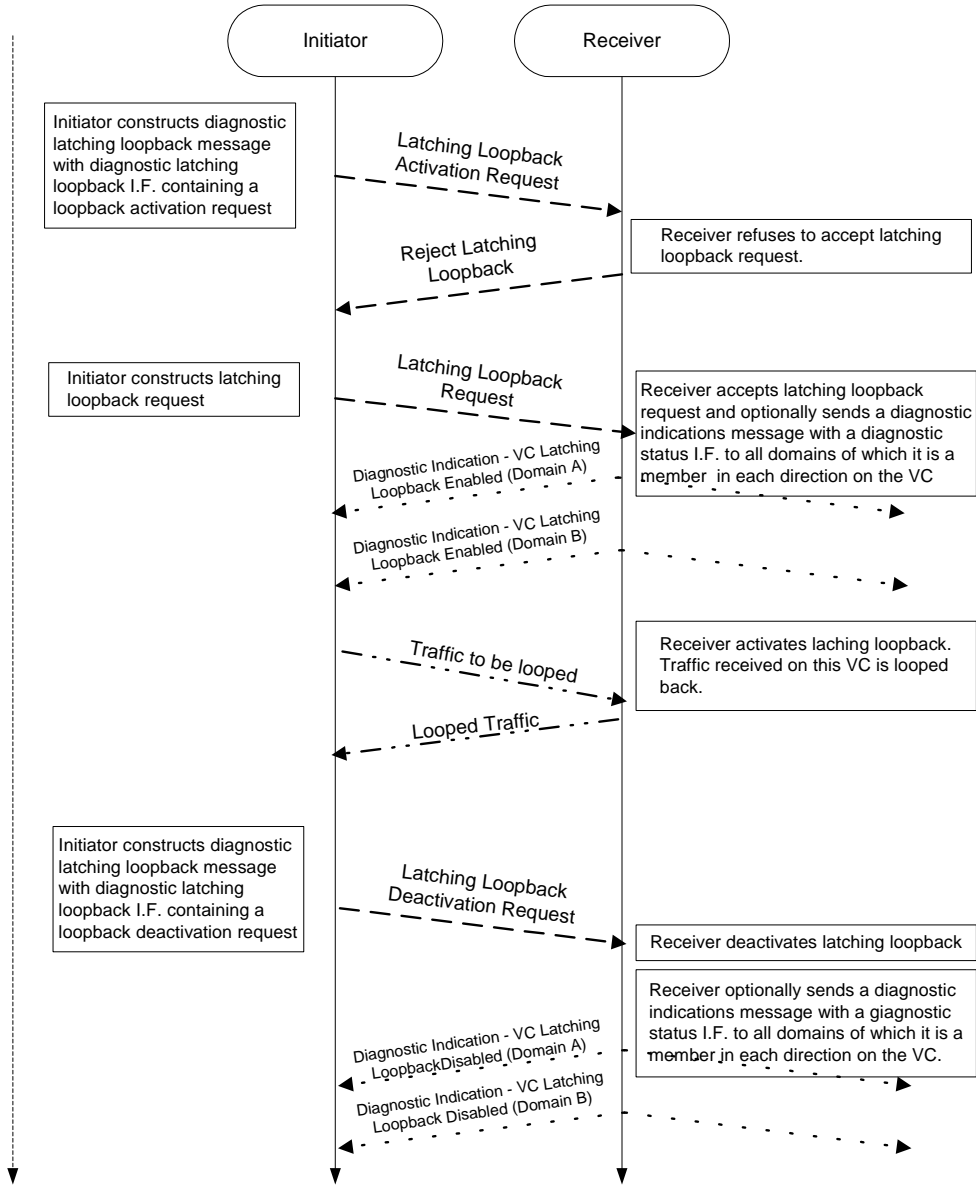 Initiator
Receiver
Initiator constructs diagnostic
latching loopback message
with diagnostic latching
loopback I.F. containing a
loopback activation request
Latching Loopback
Activation Request
Receiver refuses to accept latching
loopback request.
Reject Latching
Loopback
Initiator constructs latching
loopback request
Latching Loopback
Request
Receiver accepts latching loopback
request and optionally sends a diagnostic
indications message with a diagnostic
status I.F. to all domains of which it is a
member in each direction on the VC
Diagnostic Indication - VC Latching
Loopback Enabled (Domain A)
Diagnostic Indication - VC Latching
Loopback Enabled (Domain B)
Receiver activates laching loopback.
Traffic received on this VC is looped
back.
Traffic to be looped
Looped Traffic
Initiator constructs diagnostic
latching loopback message
with diagnostic latching
loopback I.F. containing a
loopback deactivation request
Latching Loopback
Deactivation Request
Receiver deactivates latching loopback
Receiver optionally sends a diagnostic
indications message with a giagnostic
status I.F. to all domains of which it is a
member in each direction on the VC.
Diagnostic Indication - VC Latching
LoopbackDisabled (Domain A)
Diagnostic Indication - VC Latching
Loopback Disabled (Domain B)